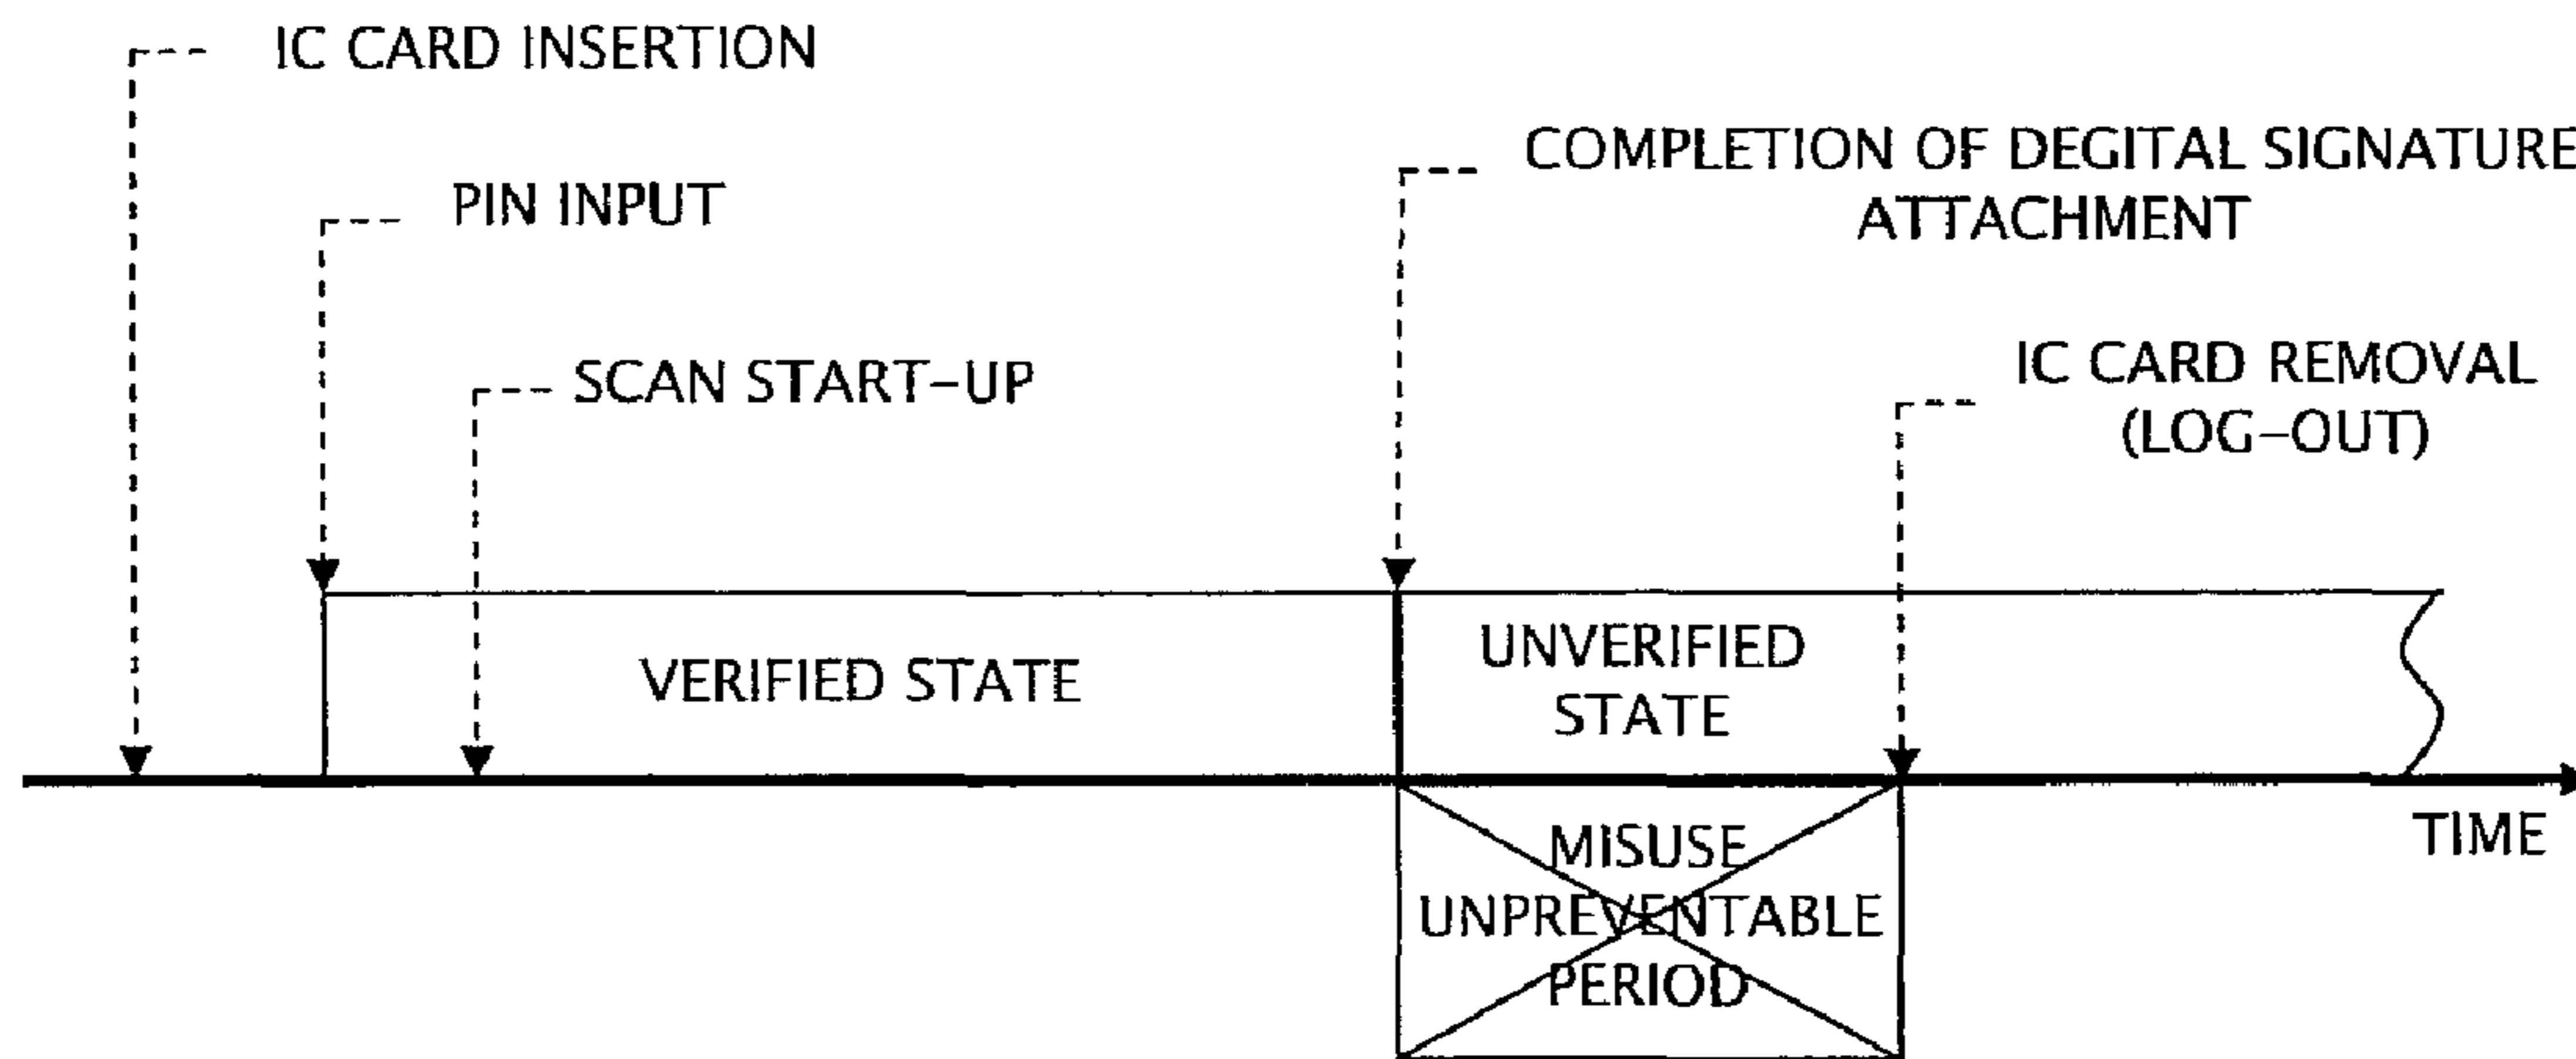 IC CARD INSERTION
PIN INPUT
SCAN START-UP
COMPLETION OF DEGITAL SIGNATURE
ATTACHMENT
IC CARD REMOVAL
(LOG-OUT)
VERIFIED STATE
UNVERIFIED
STATE
MISUSE
UNPREVENTABLE
PERIOD
TIME